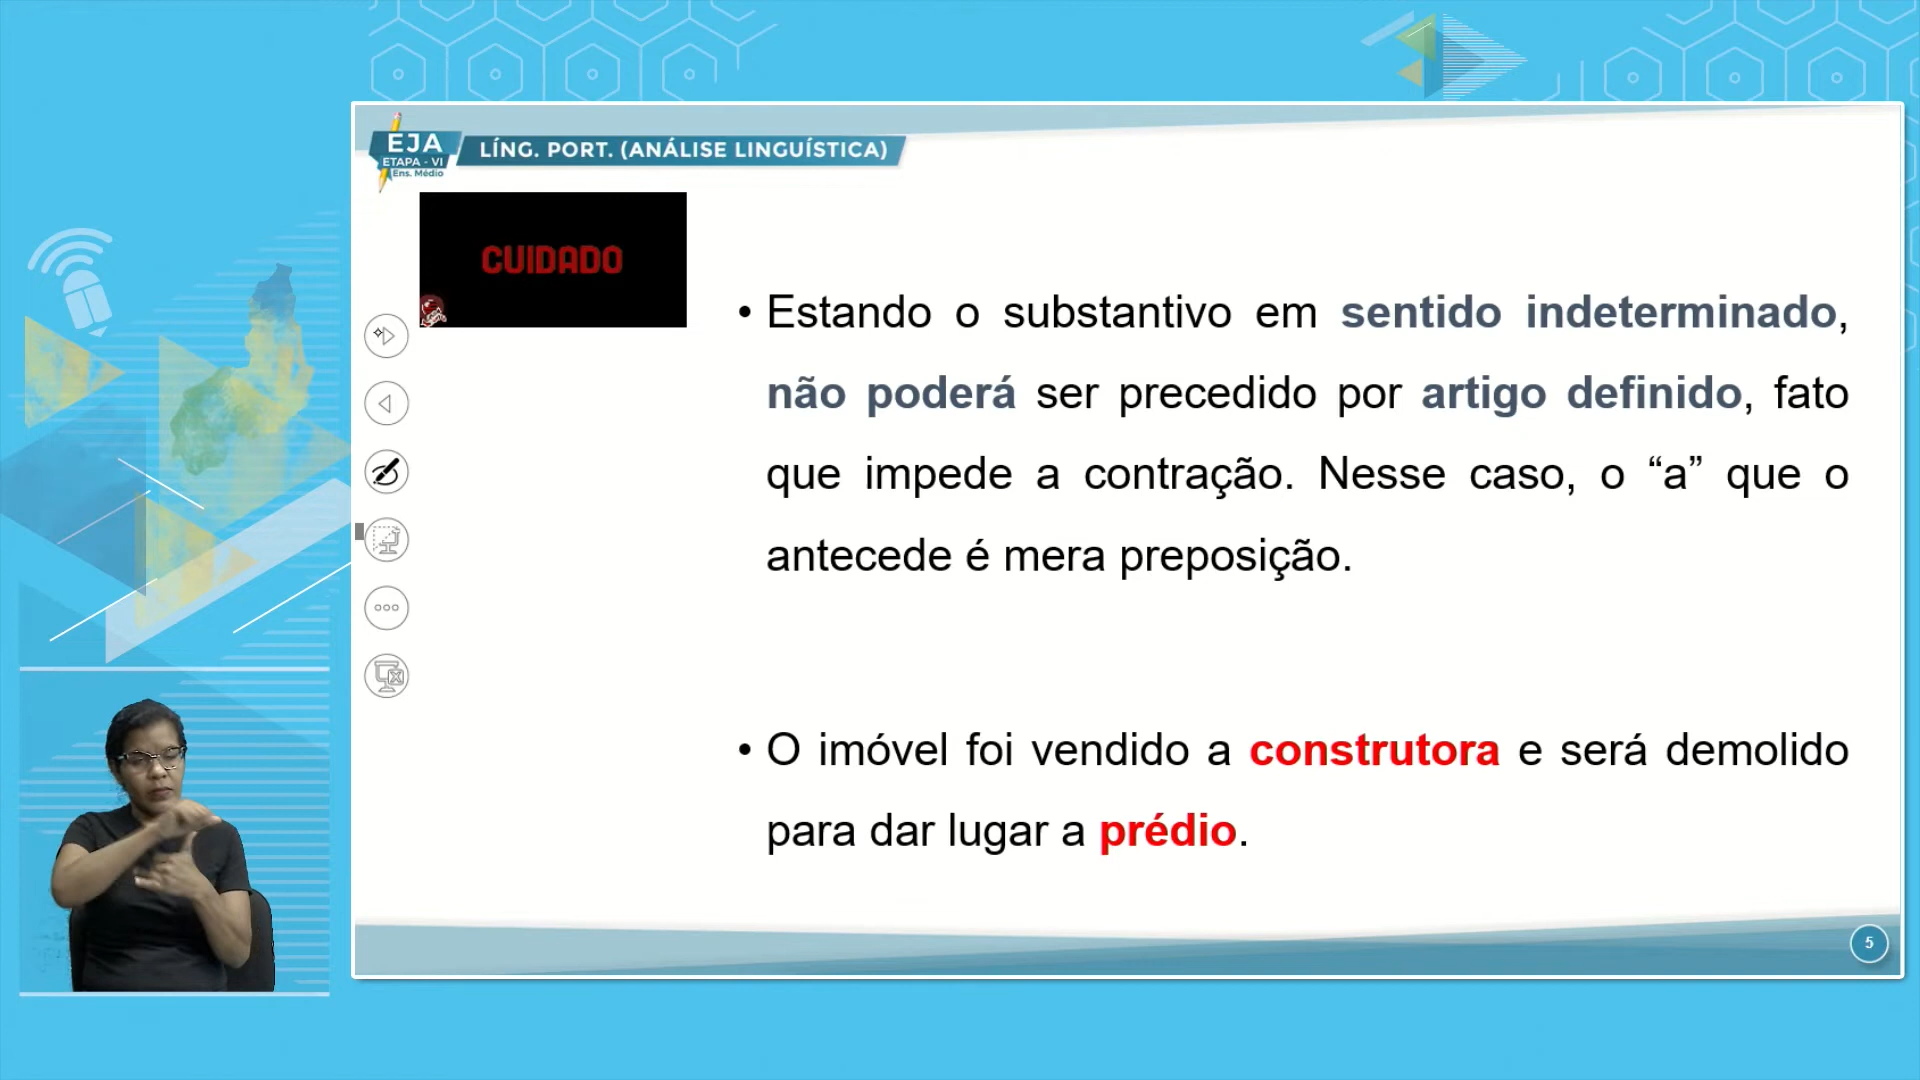 EJA
ETAPA - VI
Ens. Médio
LÍNG. PORT. (ANÁLISE LINGUÍSTICA)
CUIDADO
• Estando o substantivo em sentido indeterminado,
não poderá ser precedido por artigo definido, fato
que impede a contração. Nesse caso, o “a” que o
antecede é mera preposição.
• O imóvel foi vendido a construtora e será demolido
para dar lugar a prédio.
5